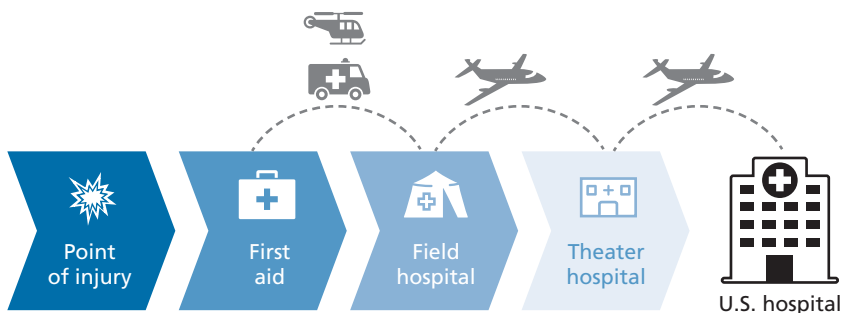 Point
of injury
First
aid
Field
hospital
Theater
hospital
U.S. hospital